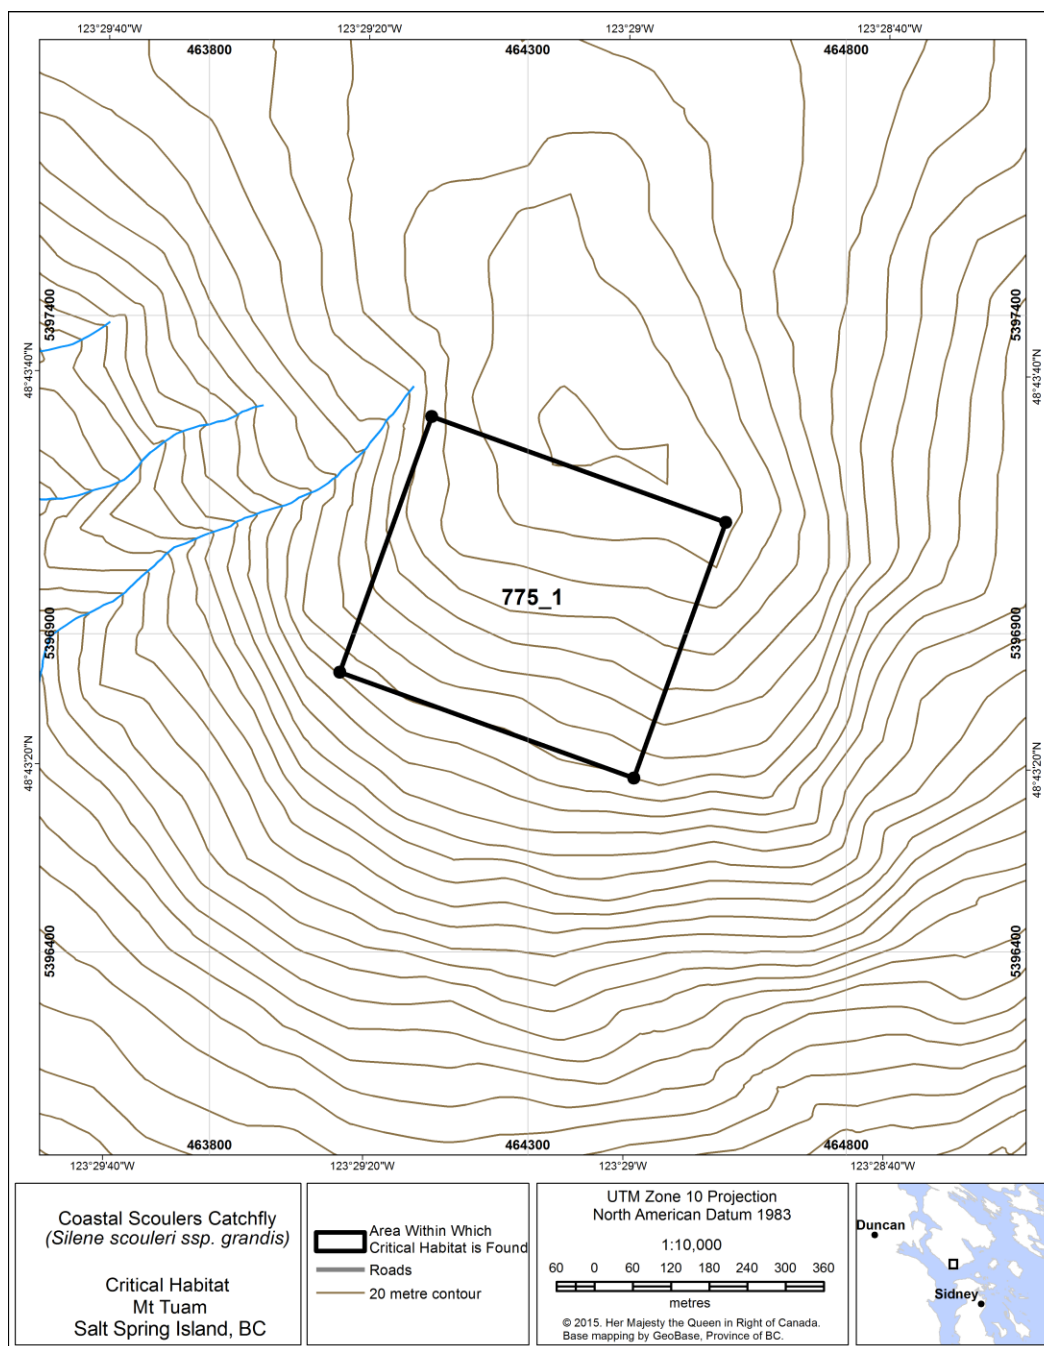 123°29'40"W 123°29'20"W 123°29'W 123°28'40"W
463800 464300 464800
5397400 5397400
48°43'40"N 48°43'40"N
775_1
5396900 5396900
48°43'20"N 48°43'20"N
5396400 5396400
463800 464300 464800
123°29'40"W 123°29'20"W 123°29'W 123°28'40"W
Coastal Scoulers Catchfly
(Silene scouleri ssp. grandis)
Critical Habitat
Mt Tuam
Salt Spring Island, BC
Area Within Which
Critical Habitat is Found
Roads
20 metre contour
UTM Zone 10 Projection
North American Datum 1983
1:10,000
60 0 60 120 180 240 300 360
metres
© 2015. Her Majesty the Queen in Right of Canada.
Base mapping by GeoBase, Province of BC.
Duncan
Sidney